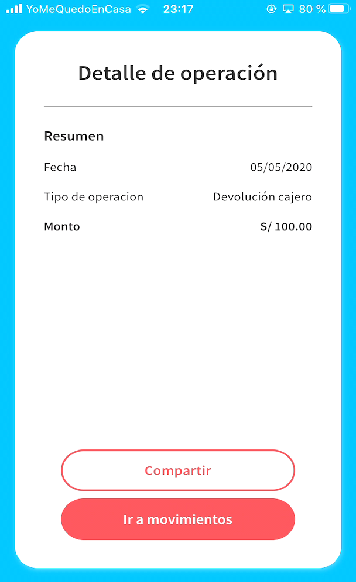 YoMeQuedoEnCasa 23:17 80 %
Detalle de operación
Resumen
Fecha 05/05/2020
Tipo de operacion Devolución cajero
Monto S/ 100.00
Compartir
Ir a movimientos